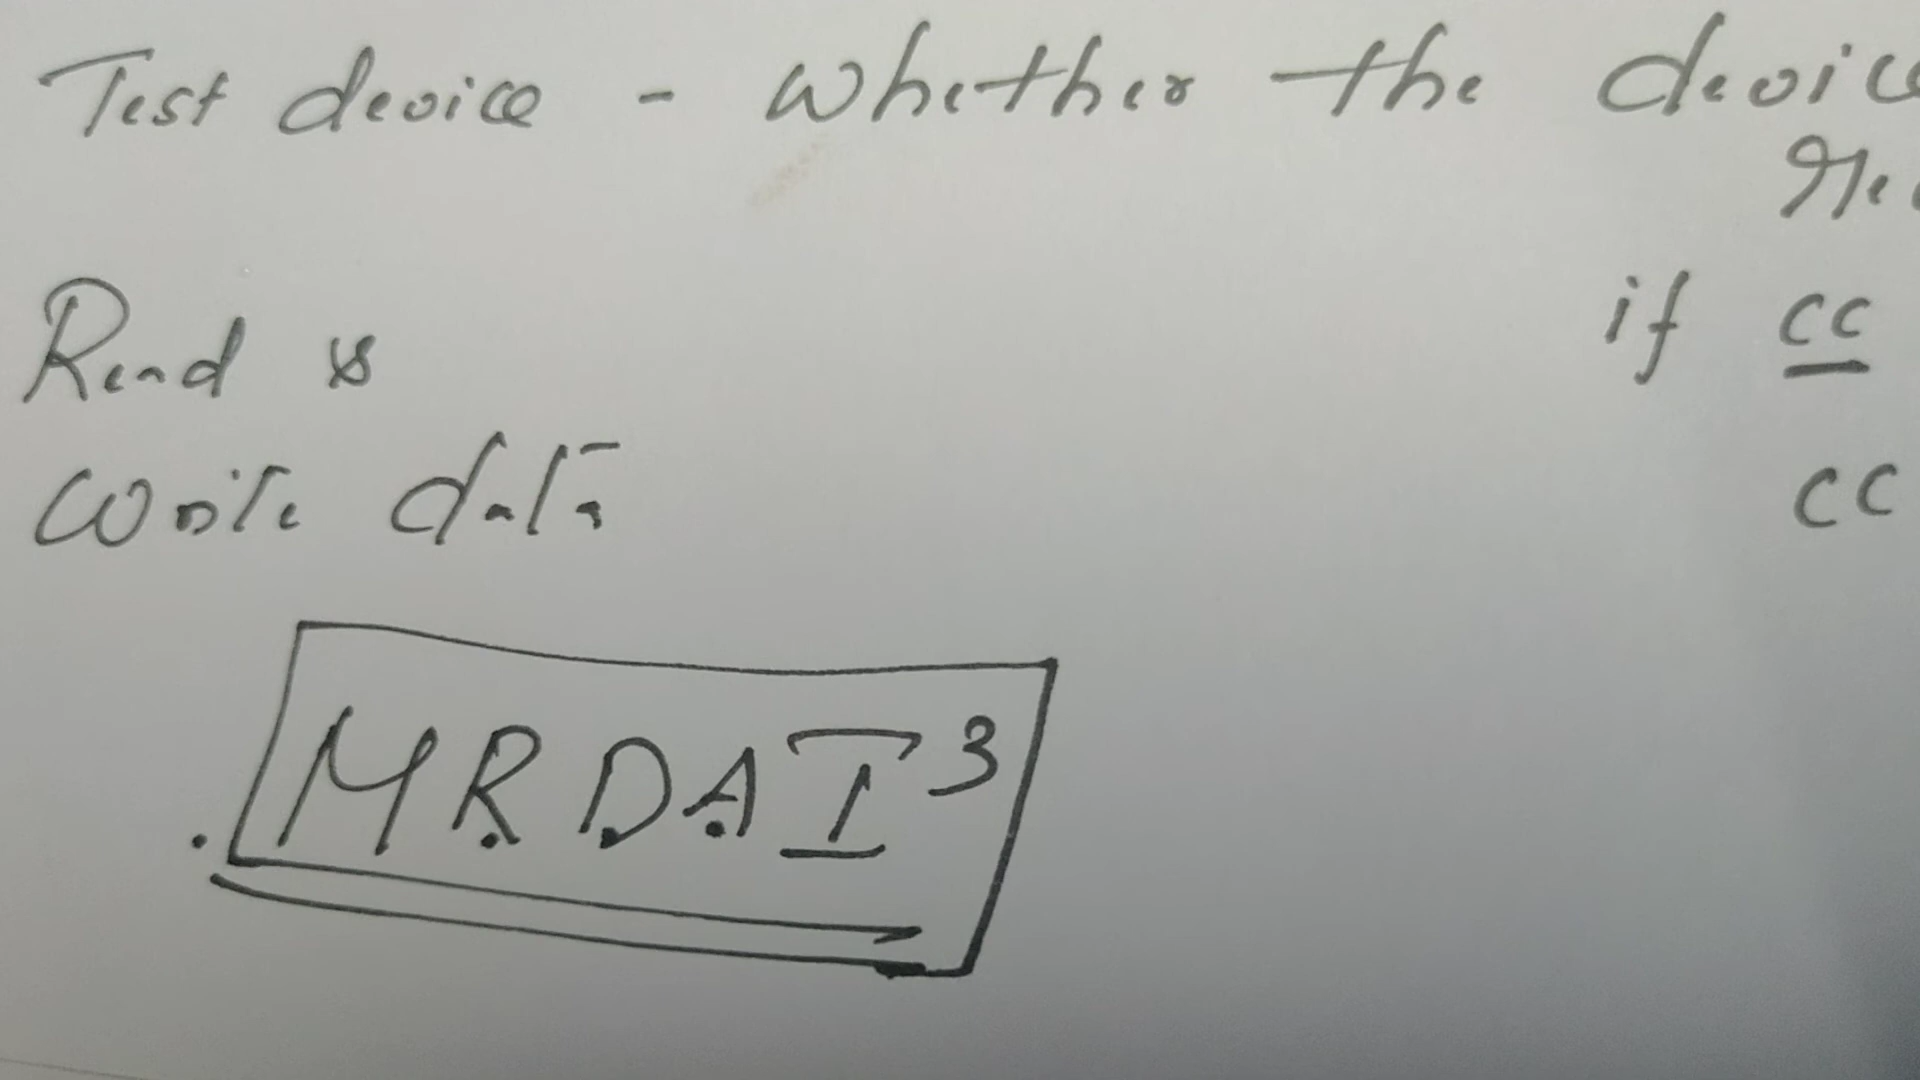 Test device - whether the device
if cc
Read &
Write data
cc
MRDAI³